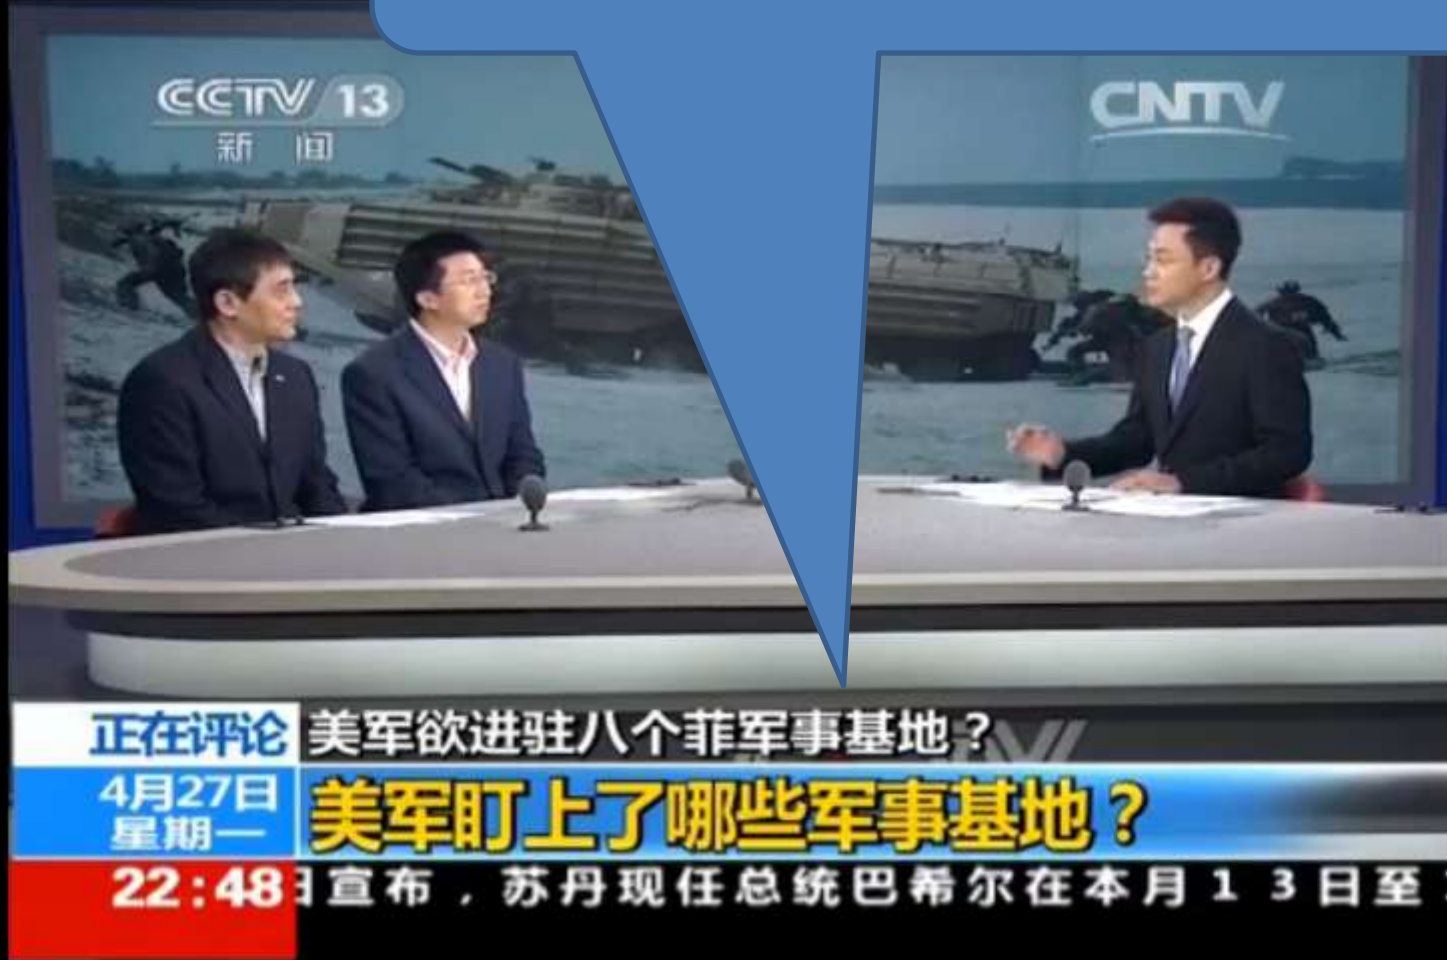 CCTV 13
新闻
CNTV
正在评论
美军欲进驻八个菲军事基地？
4月27日
星期一
美军盯上了哪些军事基地？
22:48
日宣布，苏丹现任总统巴希尔在本月13日至